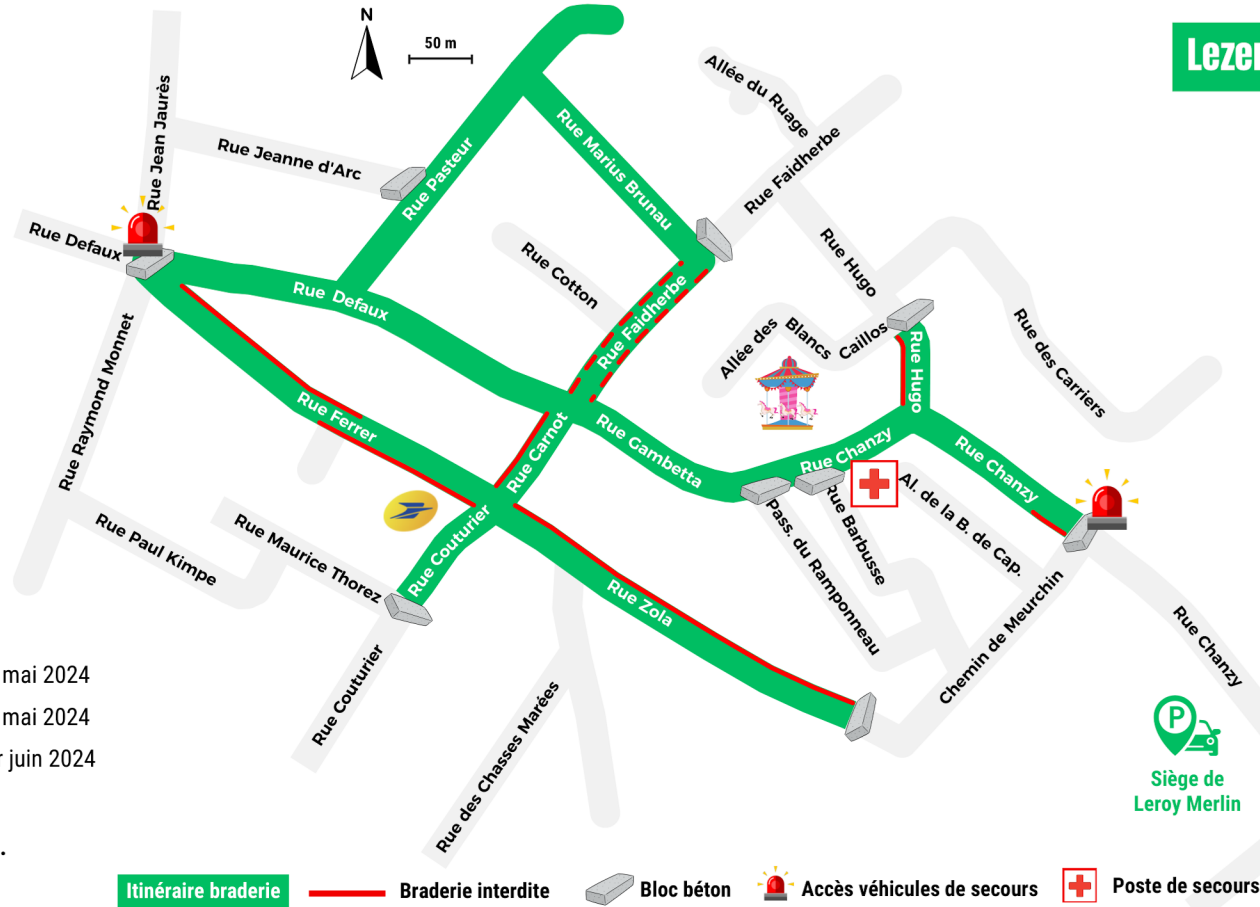 N
50 m
Lezen
Allée du Ruage
Rue Jean Jaurès
Rue Jeanne d'Arc
Rue Pasteur
Rue Marius Brunau
Rue Faidherbe
Rue Defaux
Rue Cotton
Rue Hugo
Rue Defaux
Rue Faidherbe
Allée des Blancs Caillos
Rue Hugo
Rue des Carriers
Rue Raymond Monnet
Rue Ferrer
Rue Carnot
Rue Gambetta
Rue Chanzy
Rue Chanzy
Rue Paul Kimpe
Rue Maurice Thorez
Rue Couturier
Pass. du Ramponneau
Rue Barbusse
Al. de la B. de Cap.
Rue Zola
Chemin de Meurchin
Rue Chanzy
Rue Couturier
Rue des Chasses Marées
mai 2024
mai 2024
r juin 2024
.
P
Siège de
Leroy Merlin
Itinéraire braderie
Braderie interdite
Bloc béton
Accès véhicules de secours
Poste de secours